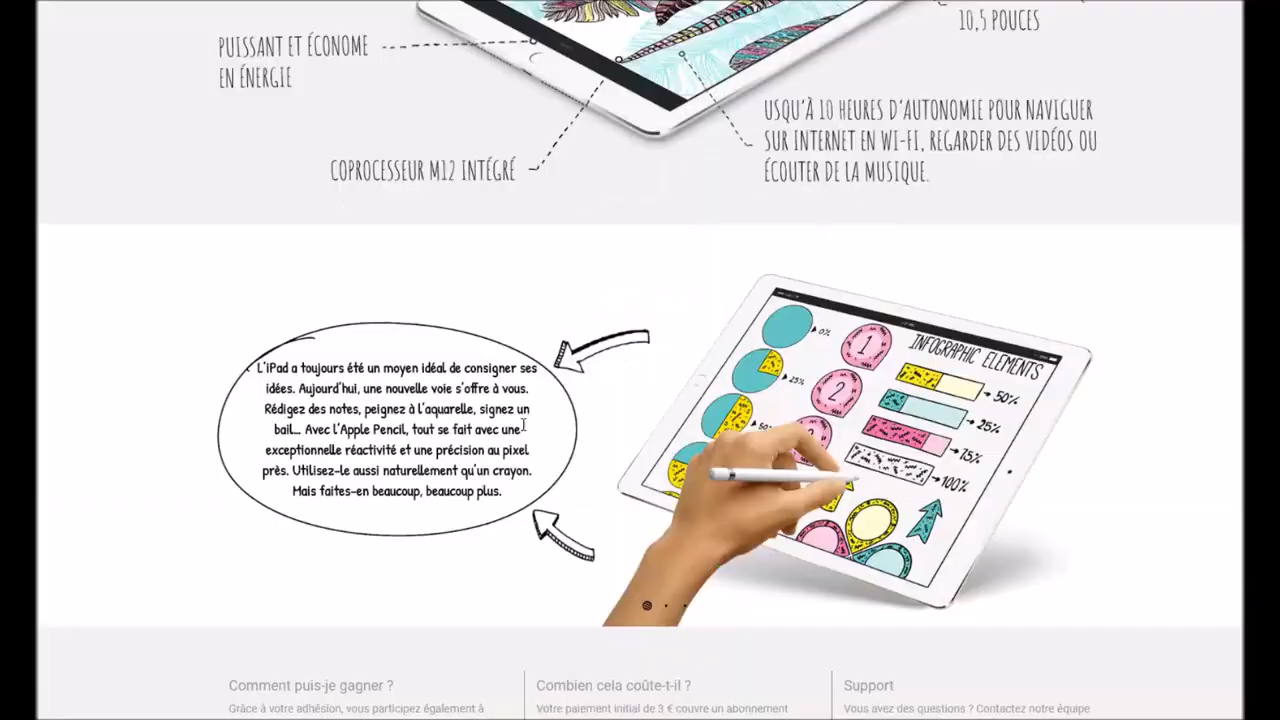 10,5 POUCES
PUISSANT ET ÉCONOME
EN ÉNERGIE
USQU'À 10 HEURES D'AUTONOMIE POUR NAVIGUER
SUR INTERNET EN WI-FI, REGARDER DES VIDÉOS OU
ÉCOUTER DE LA MUSIQUE.
COPROCESSEUR M12 INTÉGRÉ
L'iPad a toujours été un moyen idéal de consigner ses
idées. Aujourd'hui, une nouvelle voie s'offre à vous.
Rédigez des notes, peignez à l'aquarelle, signez un
bail... Avec l'Apple Pencil, tout se fait avec une
exceptionnelle réactivité et une précision au pixel
près. Utilisez-le aussi naturellement qu'un crayon.
Mais faites-en beaucoup, beaucoup plus.
INFOGRAPHIC ELEMENTS
0%
25%
50%
1
2
50%
25%
75%
100%
Comment puis-je gagner ?
Grâce à votre adhésion, vous participez également à
Combien cela coûte-t-il ?
Votre paiement initial de 3 € couvre un abonnement
Support
Vous avez des questions ? Contactez notre équipe